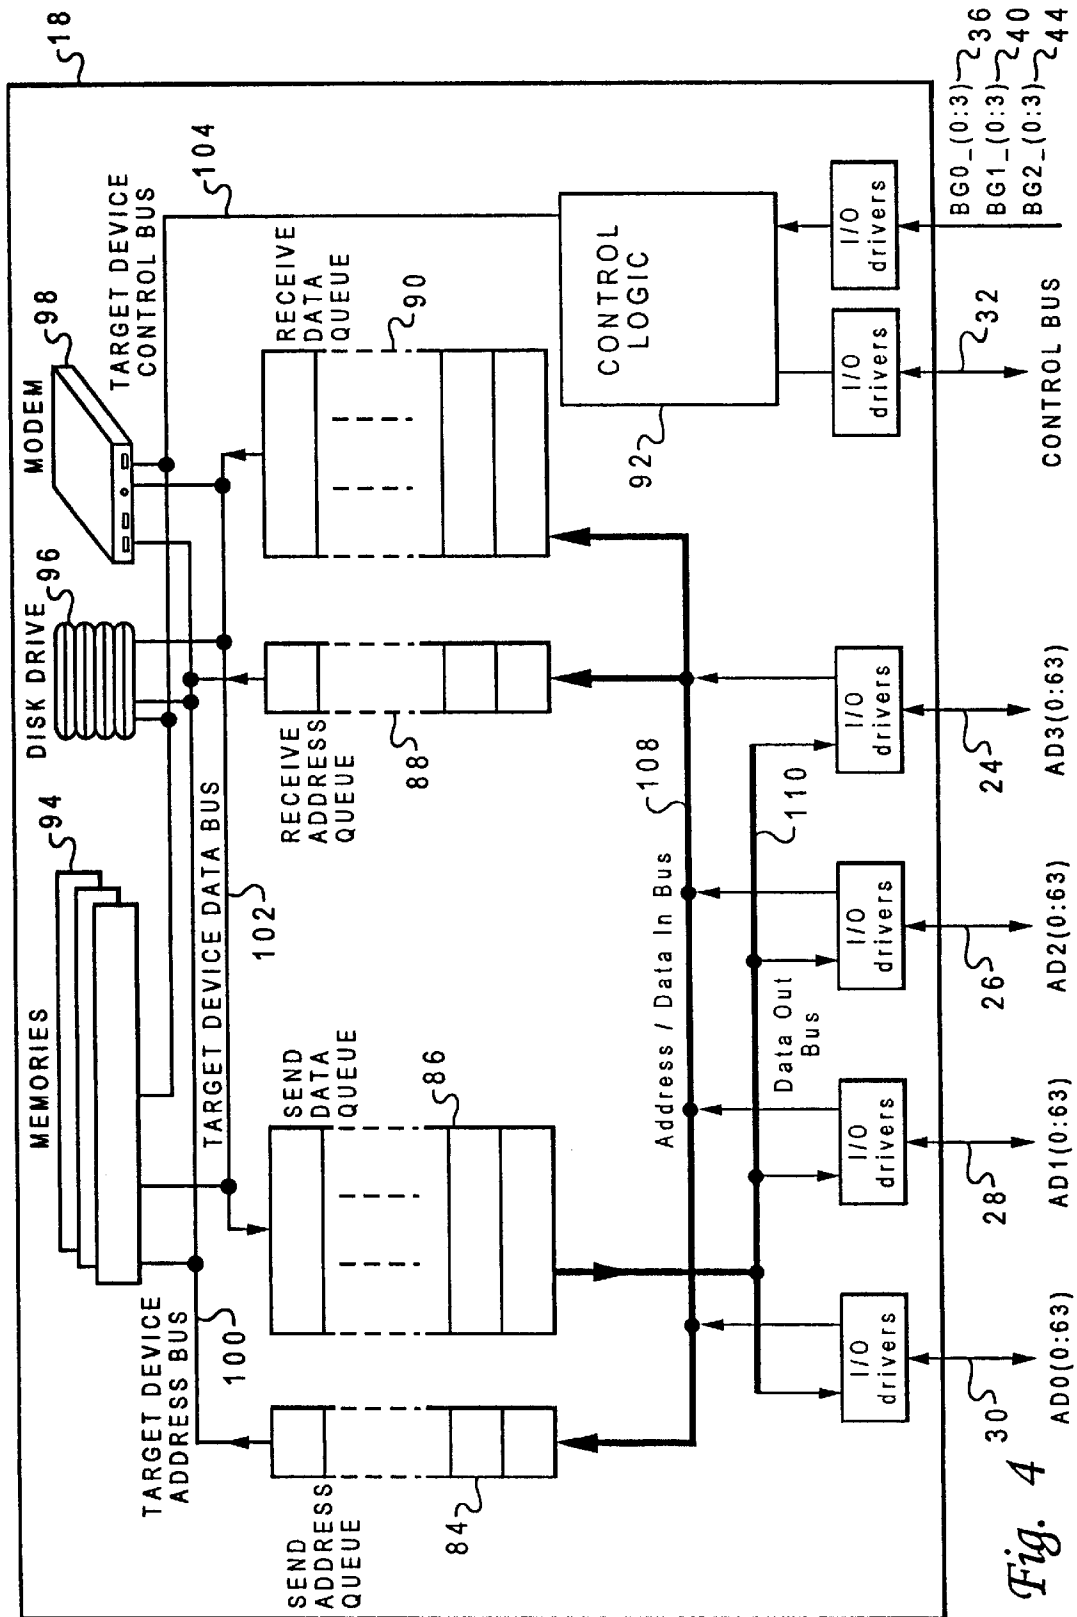 18
MEMORIES
94
DISK DRIVE
96
MODEM
98
TARGET DEVICE
ADDRESS BUS
100
TARGET DEVICE DATA BUS
102
TARGET DEVICE
CONTROL BUS
104
SEND
ADDRESS
QUEUE
84
SEND
DATA
QUEUE
86
RECEIVE
ADDRESS
QUEUE
88
RECEIVE
DATA
QUEUE
90
CONTROL
LOGIC
92
Address / Data In Bus
108
Data Out
Bus
110
I/O
drivers
I/O
drivers
I/O
drivers
I/O
drivers
I/O
drivers
I/O
drivers
30
AD0(0:63)
28
AD1(0:63)
26
AD2(0:63)
24
AD3(0:63)
32
CONTROL BUS
BG0_(0:3) 36
BG1_(0:3) 40
BG2_(0:3) 44
Fig. 4